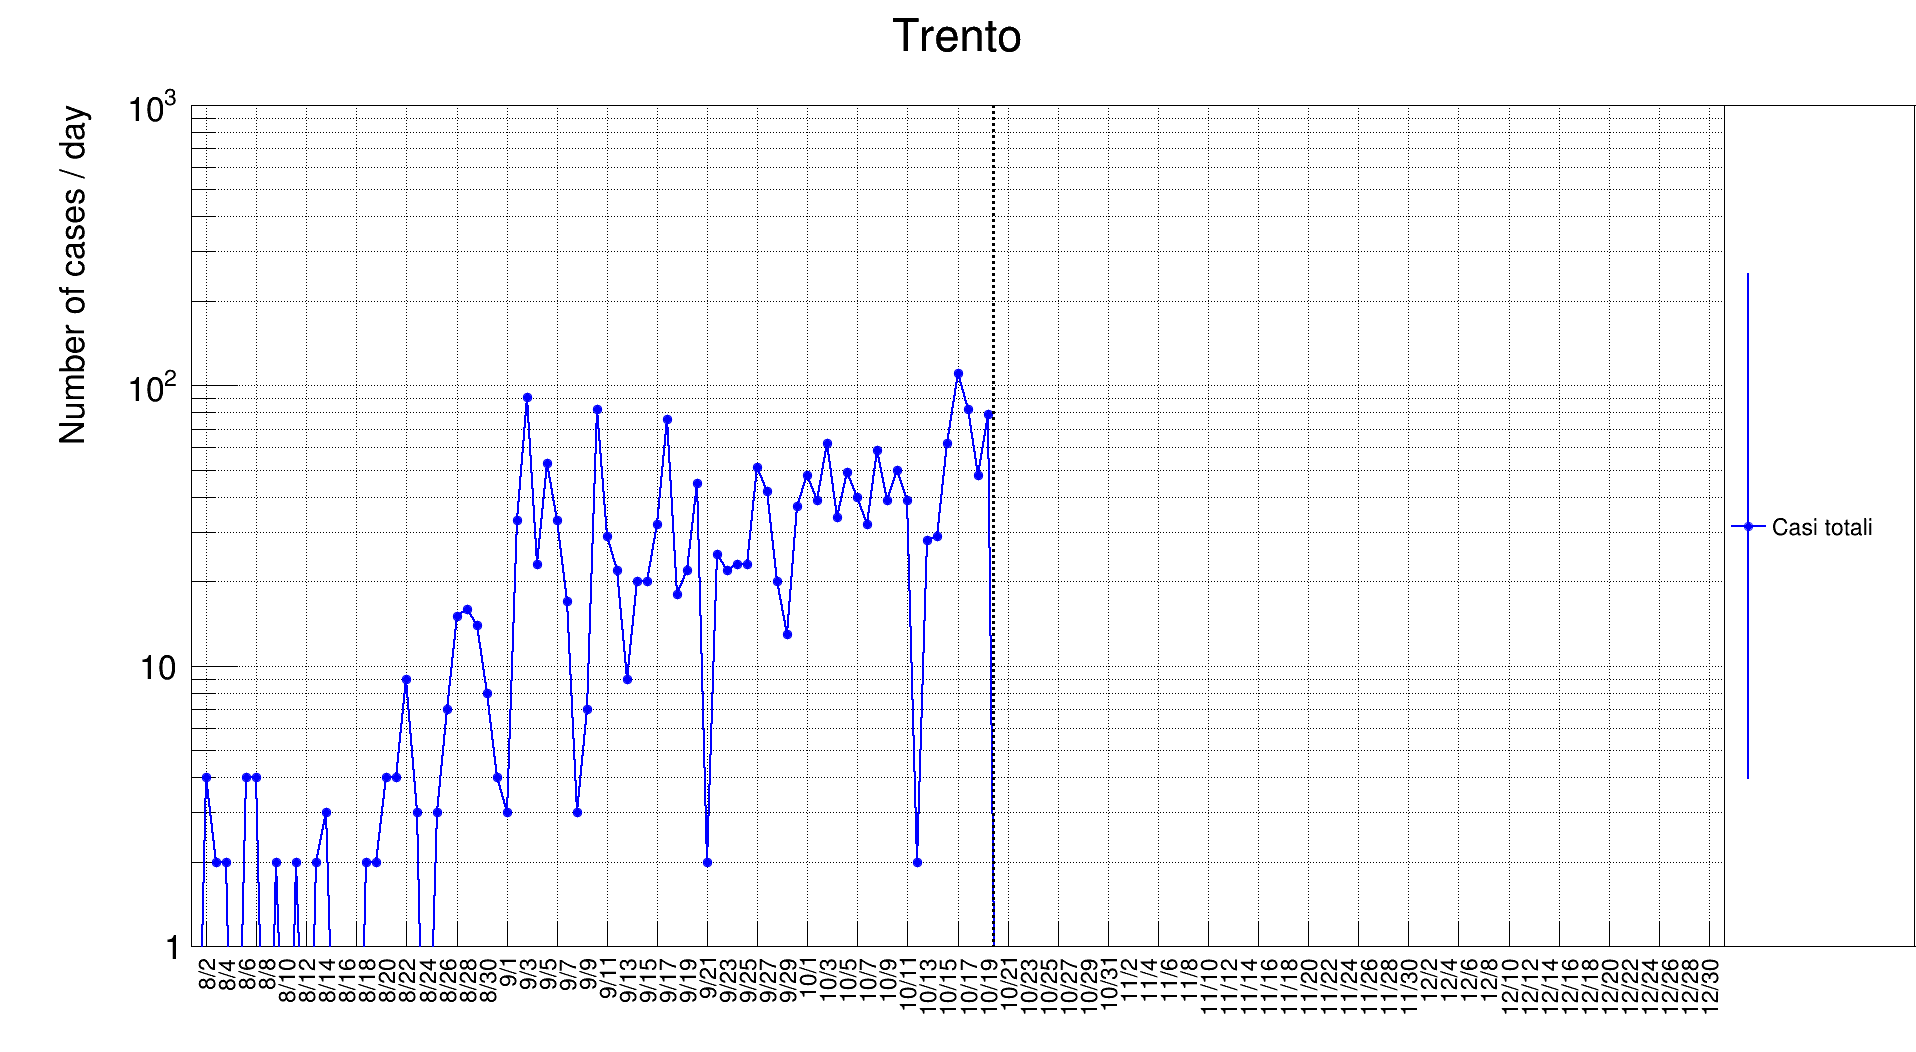 Trento
Number of cases / day
10³
10²
10
1
8/2 8/4 8/6 8/8 8/10 8/12 8/14 8/16 8/18 8/20 8/22 8/24 8/26 8/28 8/30 9/1 9/3 9/5 9/7 9/9 9/11 9/13 9/15 9/17 9/19 9/21 9/23 9/25 9/27 9/29 10/1 10/3 10/5 10/7 10/9 10/11 10/13 10/15 10/17 10/19 10/21 10/23 10/25 10/27 10/29 10/31 11/2 11/4 11/6 11/8 11/10 11/12 11/14 11/16 11/18 11/20 11/22 11/24 11/26 11/28 11/30 12/2 12/4 12/6 12/8 12/10 12/12 12/14 12/16 12/18 12/20 12/22 12/24 12/26 12/28 12/30
Casi totali